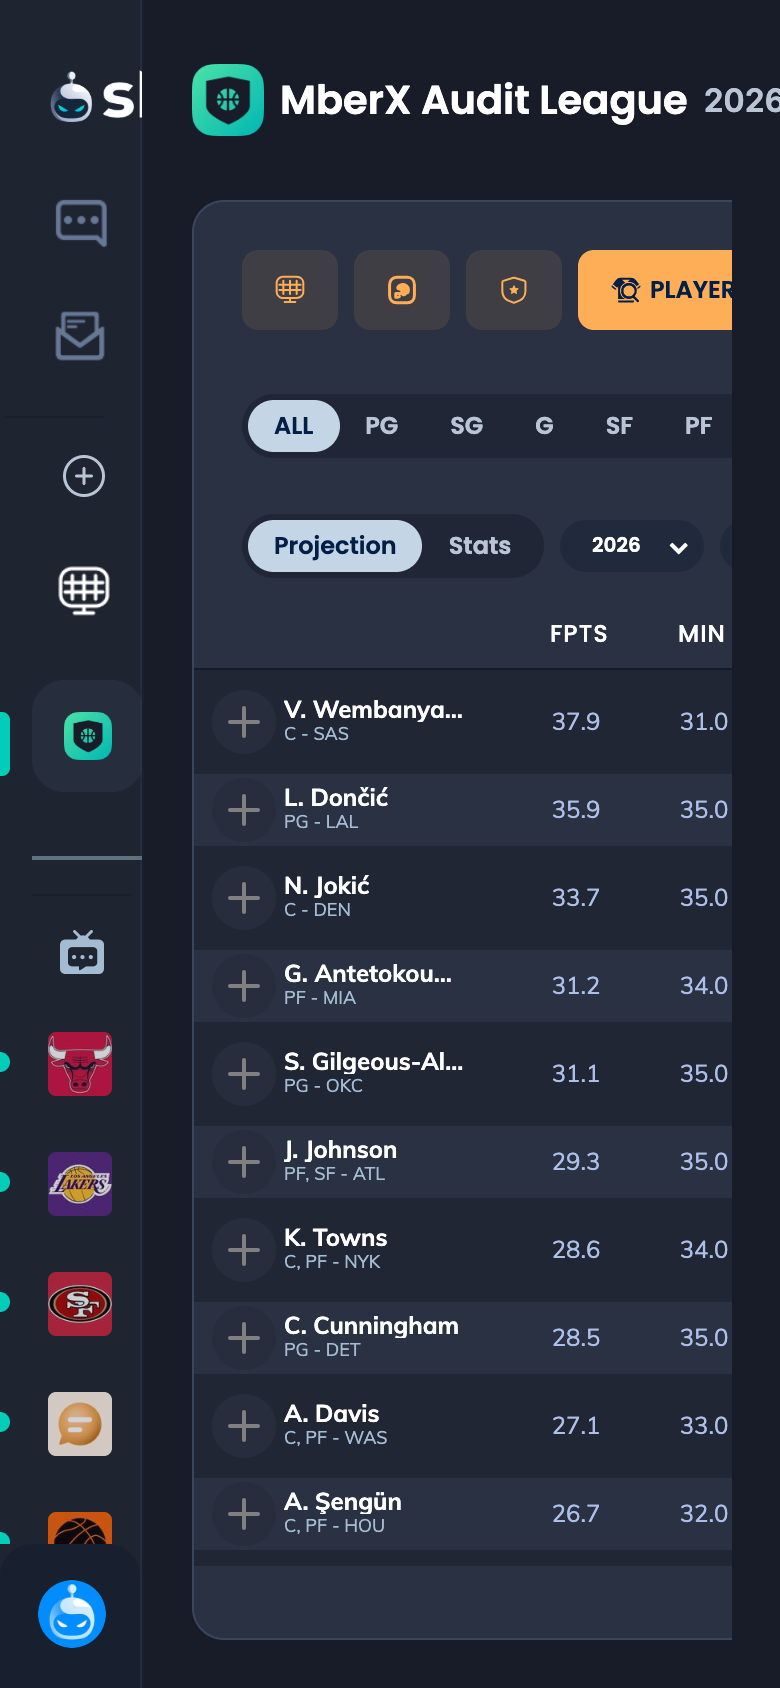 MberX Audit League 2026
PLAYER
ALL PG SG G SF PF
Projection Stats 2026
FPTS MIN
V. Wembanya...
C - SAS
37.9 31.0
L. Dončić
PG - LAL
35.9 35.0
N. Jokić
C - DEN
33.7 35.0
G. Antetokou...
PF - MIA
31.2 34.0
S. Gilgeous-Al...
PG - OKC
31.1 35.0
J. Johnson
PF, SF - ATL
29.3 35.0
K. Towns
C, PF - NYK
28.6 34.0
C. Cunningham
PG - DET
28.5 35.0
A. Davis
C, PF - WAS
27.1 33.0
A. Şengün
C, PF - HOU
26.7 32.0
LOS ANGELES
LAKERS
SF